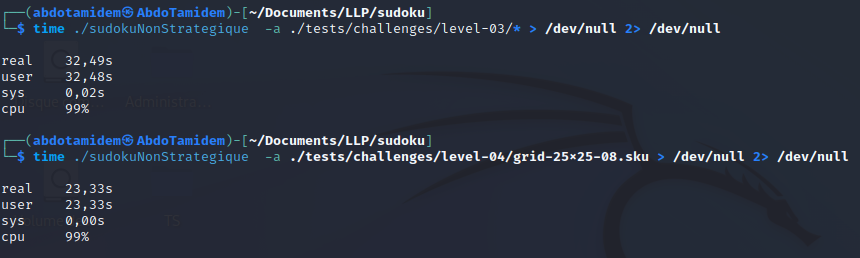 ┌──(abdotamidem㉿AbdoTamidem)-[~/Documents/LLP/sudoku]
└─$ time ./sudokuNonStrategique  -a ./tests/challenges/level-03/* > /dev/null 2> /dev/null
real    32,49s
user    32,48s
sys     0,02s
cpu     99%
┌──(abdotamidem㉿AbdoTamidem)-[~/Documents/LLP/sudoku]
└─$ time ./sudokuNonStrategique  -a ./tests/challenges/level-04/grid-25×25-08.sku > /dev/null 2> /dev/null
real    23,33s
user    23,33s
sys     0,00s
cpu     99%
TS